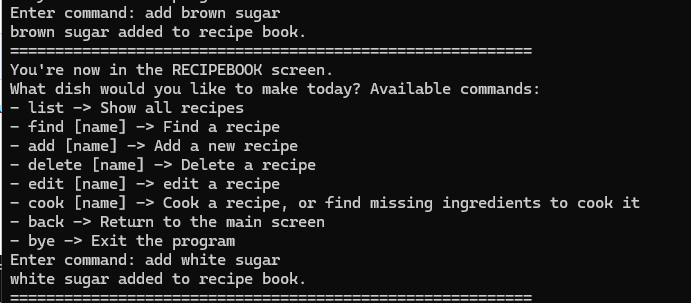 Enter command: add brown sugar
brown sugar added to recipe book.
==========================================================
You're now in the RECIPEBOOK screen.
What dish would you like to make today? Available commands:
- list -> Show all recipes
- find [name] -> Find a recipe
- add [name] -> Add a new recipe
- delete [name] -> Delete a recipe
- edit [name] -> edit a recipe
- cook [name] -> Cook a recipe, or find missing ingredients to cook it
- back -> Return to the main screen
- bye -> Exit the program
Enter command: add white sugar
white sugar added to recipe book.
==========================================================